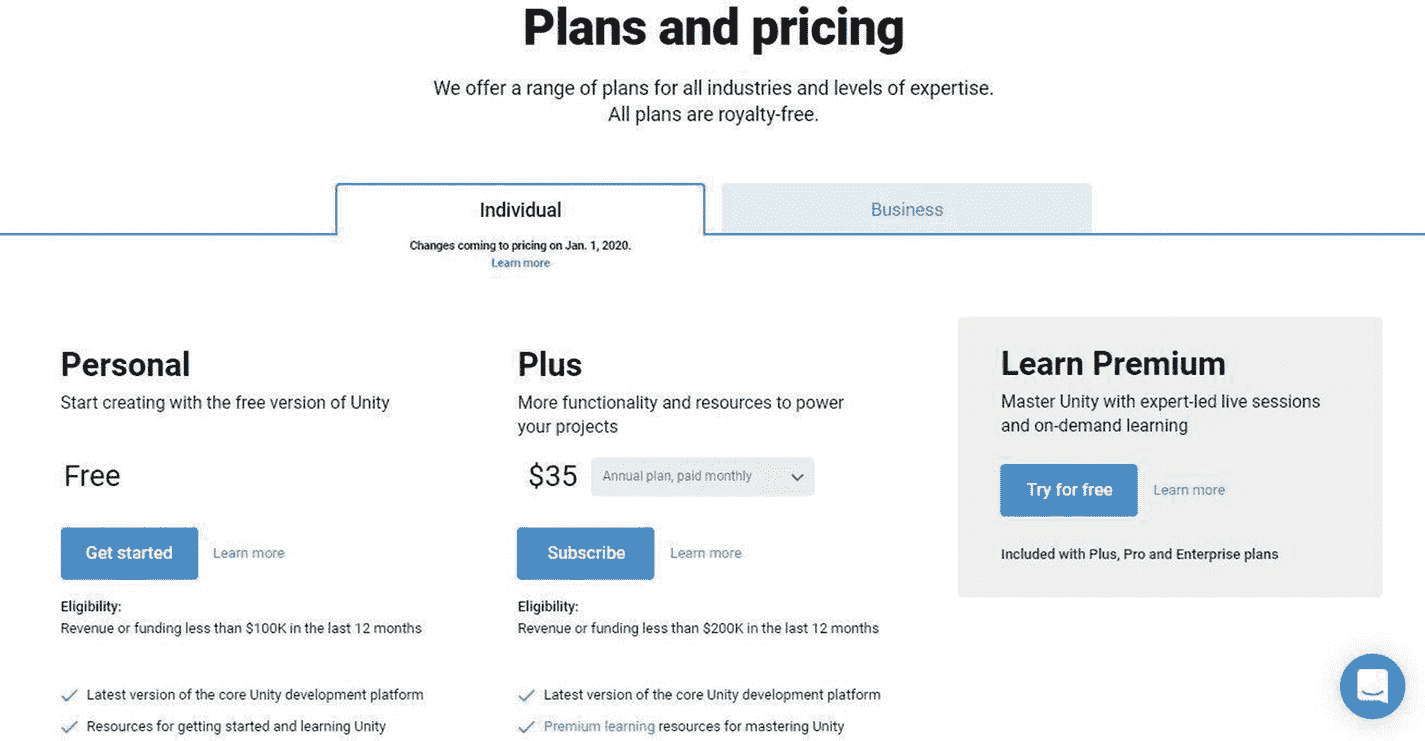 Plans and pricing
We offer a range of plans for all industries and levels of expertise.
All plans are royalty-free.
Individual
Business
Changes coming to pricing on Jan. 1, 2020.
Learn more
Personal
Start creating with the free version of Unity
Free
Get started
Learn more
Eligibility:
Revenue or funding less than $100K in the last 12 months
Latest version of the core Unity development platform
Resources for getting started and learning Unity
Plus
More functionality and resources to power
your projects
$35
Annual plan, paid monthly
Subscribe
Learn more
Eligibility:
Revenue or funding less than $200K in the last 12 months
Latest version of the core Unity development platform
Premium learning resources for mastering Unity
Learn Premium
Master Unity with expert-led live sessions
and on-demand learning
Try for free
Learn more
Included with Plus, Pro and Enterprise plans